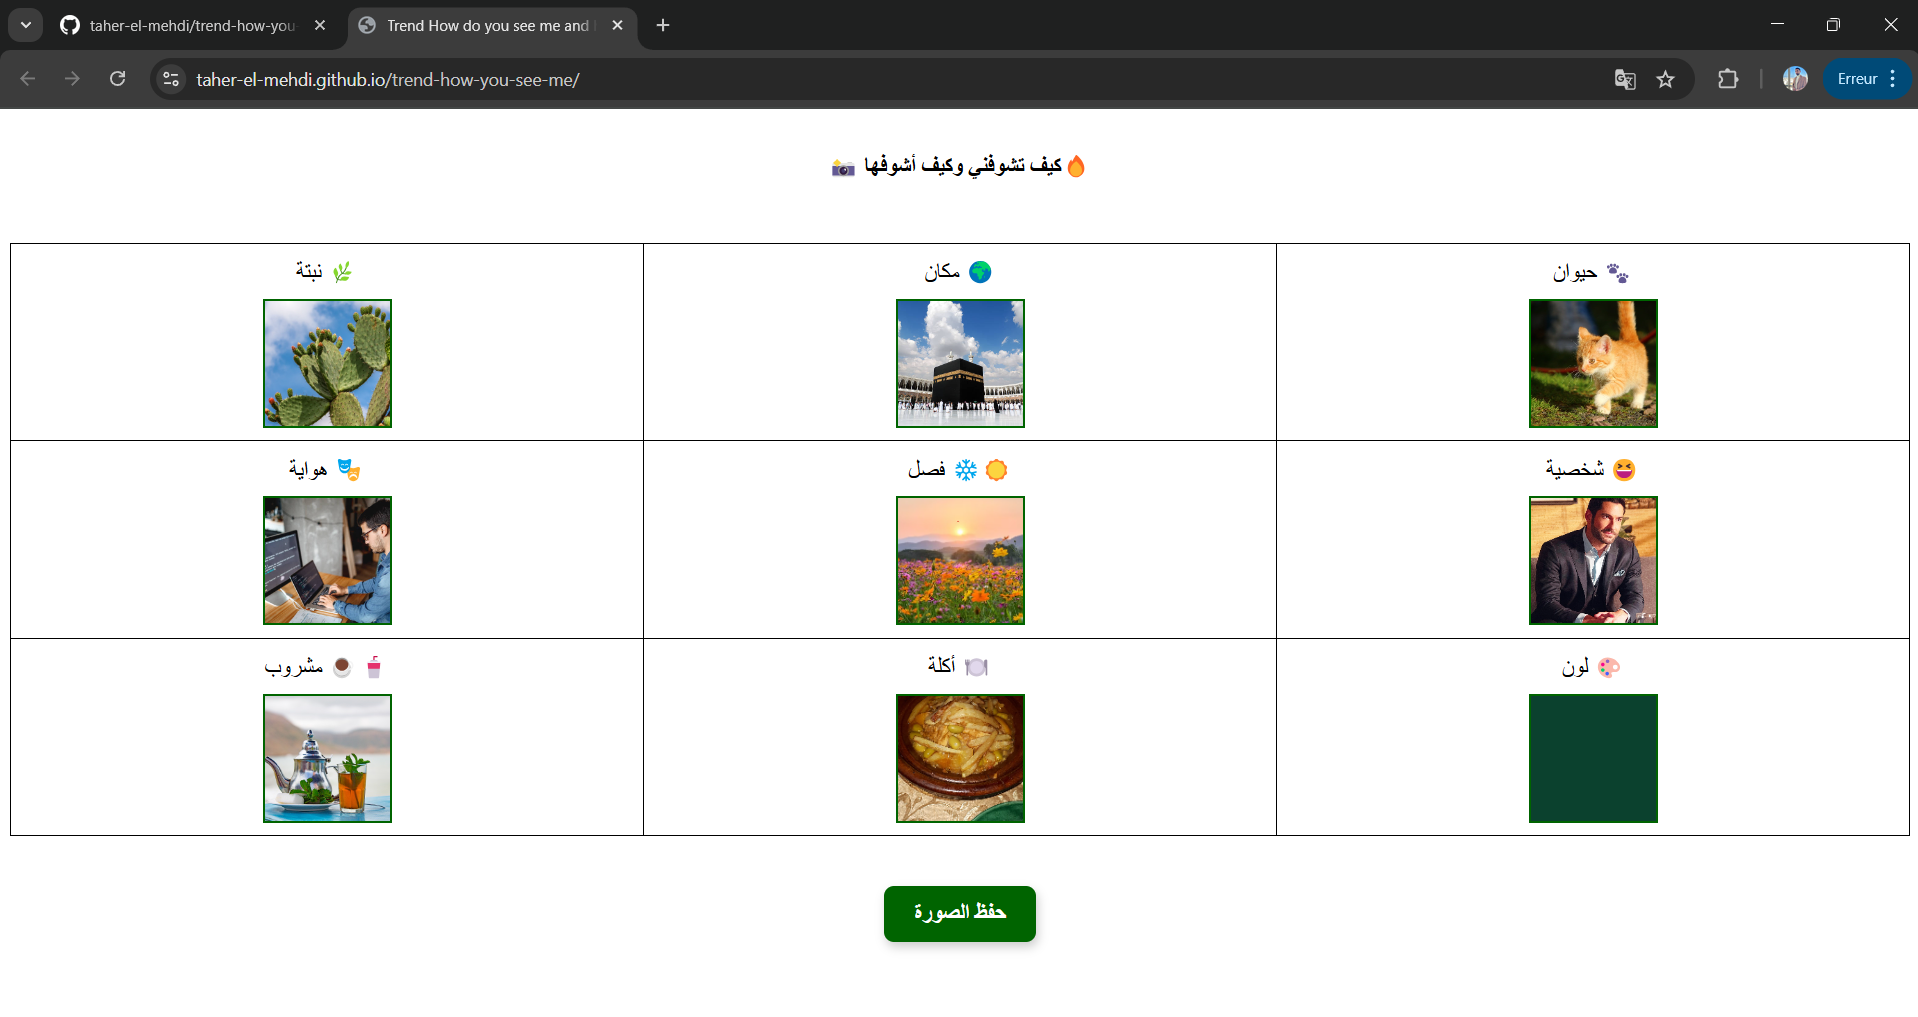 taher-el-mehdi/trend-how-you-
Trend How do you see me and
taher-el-mehdi.github.io/trend-how-you-see-me/
Erreur
🔥 كيف تشوفني وكيف أشوفها 📸
🐾 حيوان
🌍 مكان
🌿 نبتة
😆 شخصية
☀️ ❄️ فصل
🎭 هواية
🎨 لون
🍽️ أكلة
🥤 ☕ مشروب
حفظ الصورة